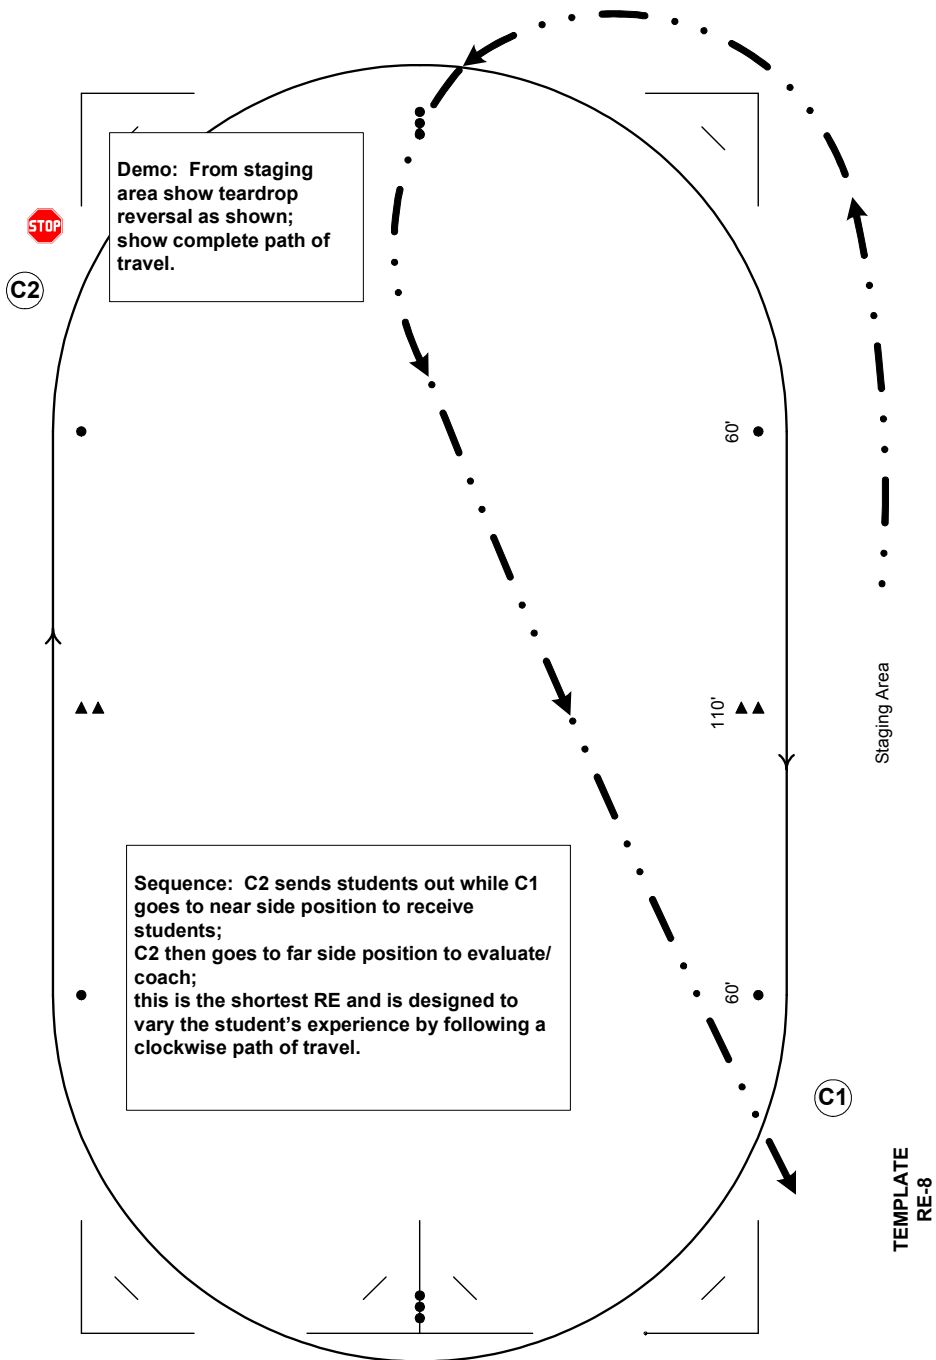 Demo: From staging
area show teardrop
reversal as shown;
show complete path of
travel.
STOP
C2
60'
110'
Staging Area
Sequence: C2 sends students out while C1
goes to near side position to receive
students;
C2 then goes to far side position to evaluate/
coach;
this is the shortest RE and is designed to
vary the student's experience by following a
clockwise path of travel.
60'
C1
TEMPLATE
RE-8